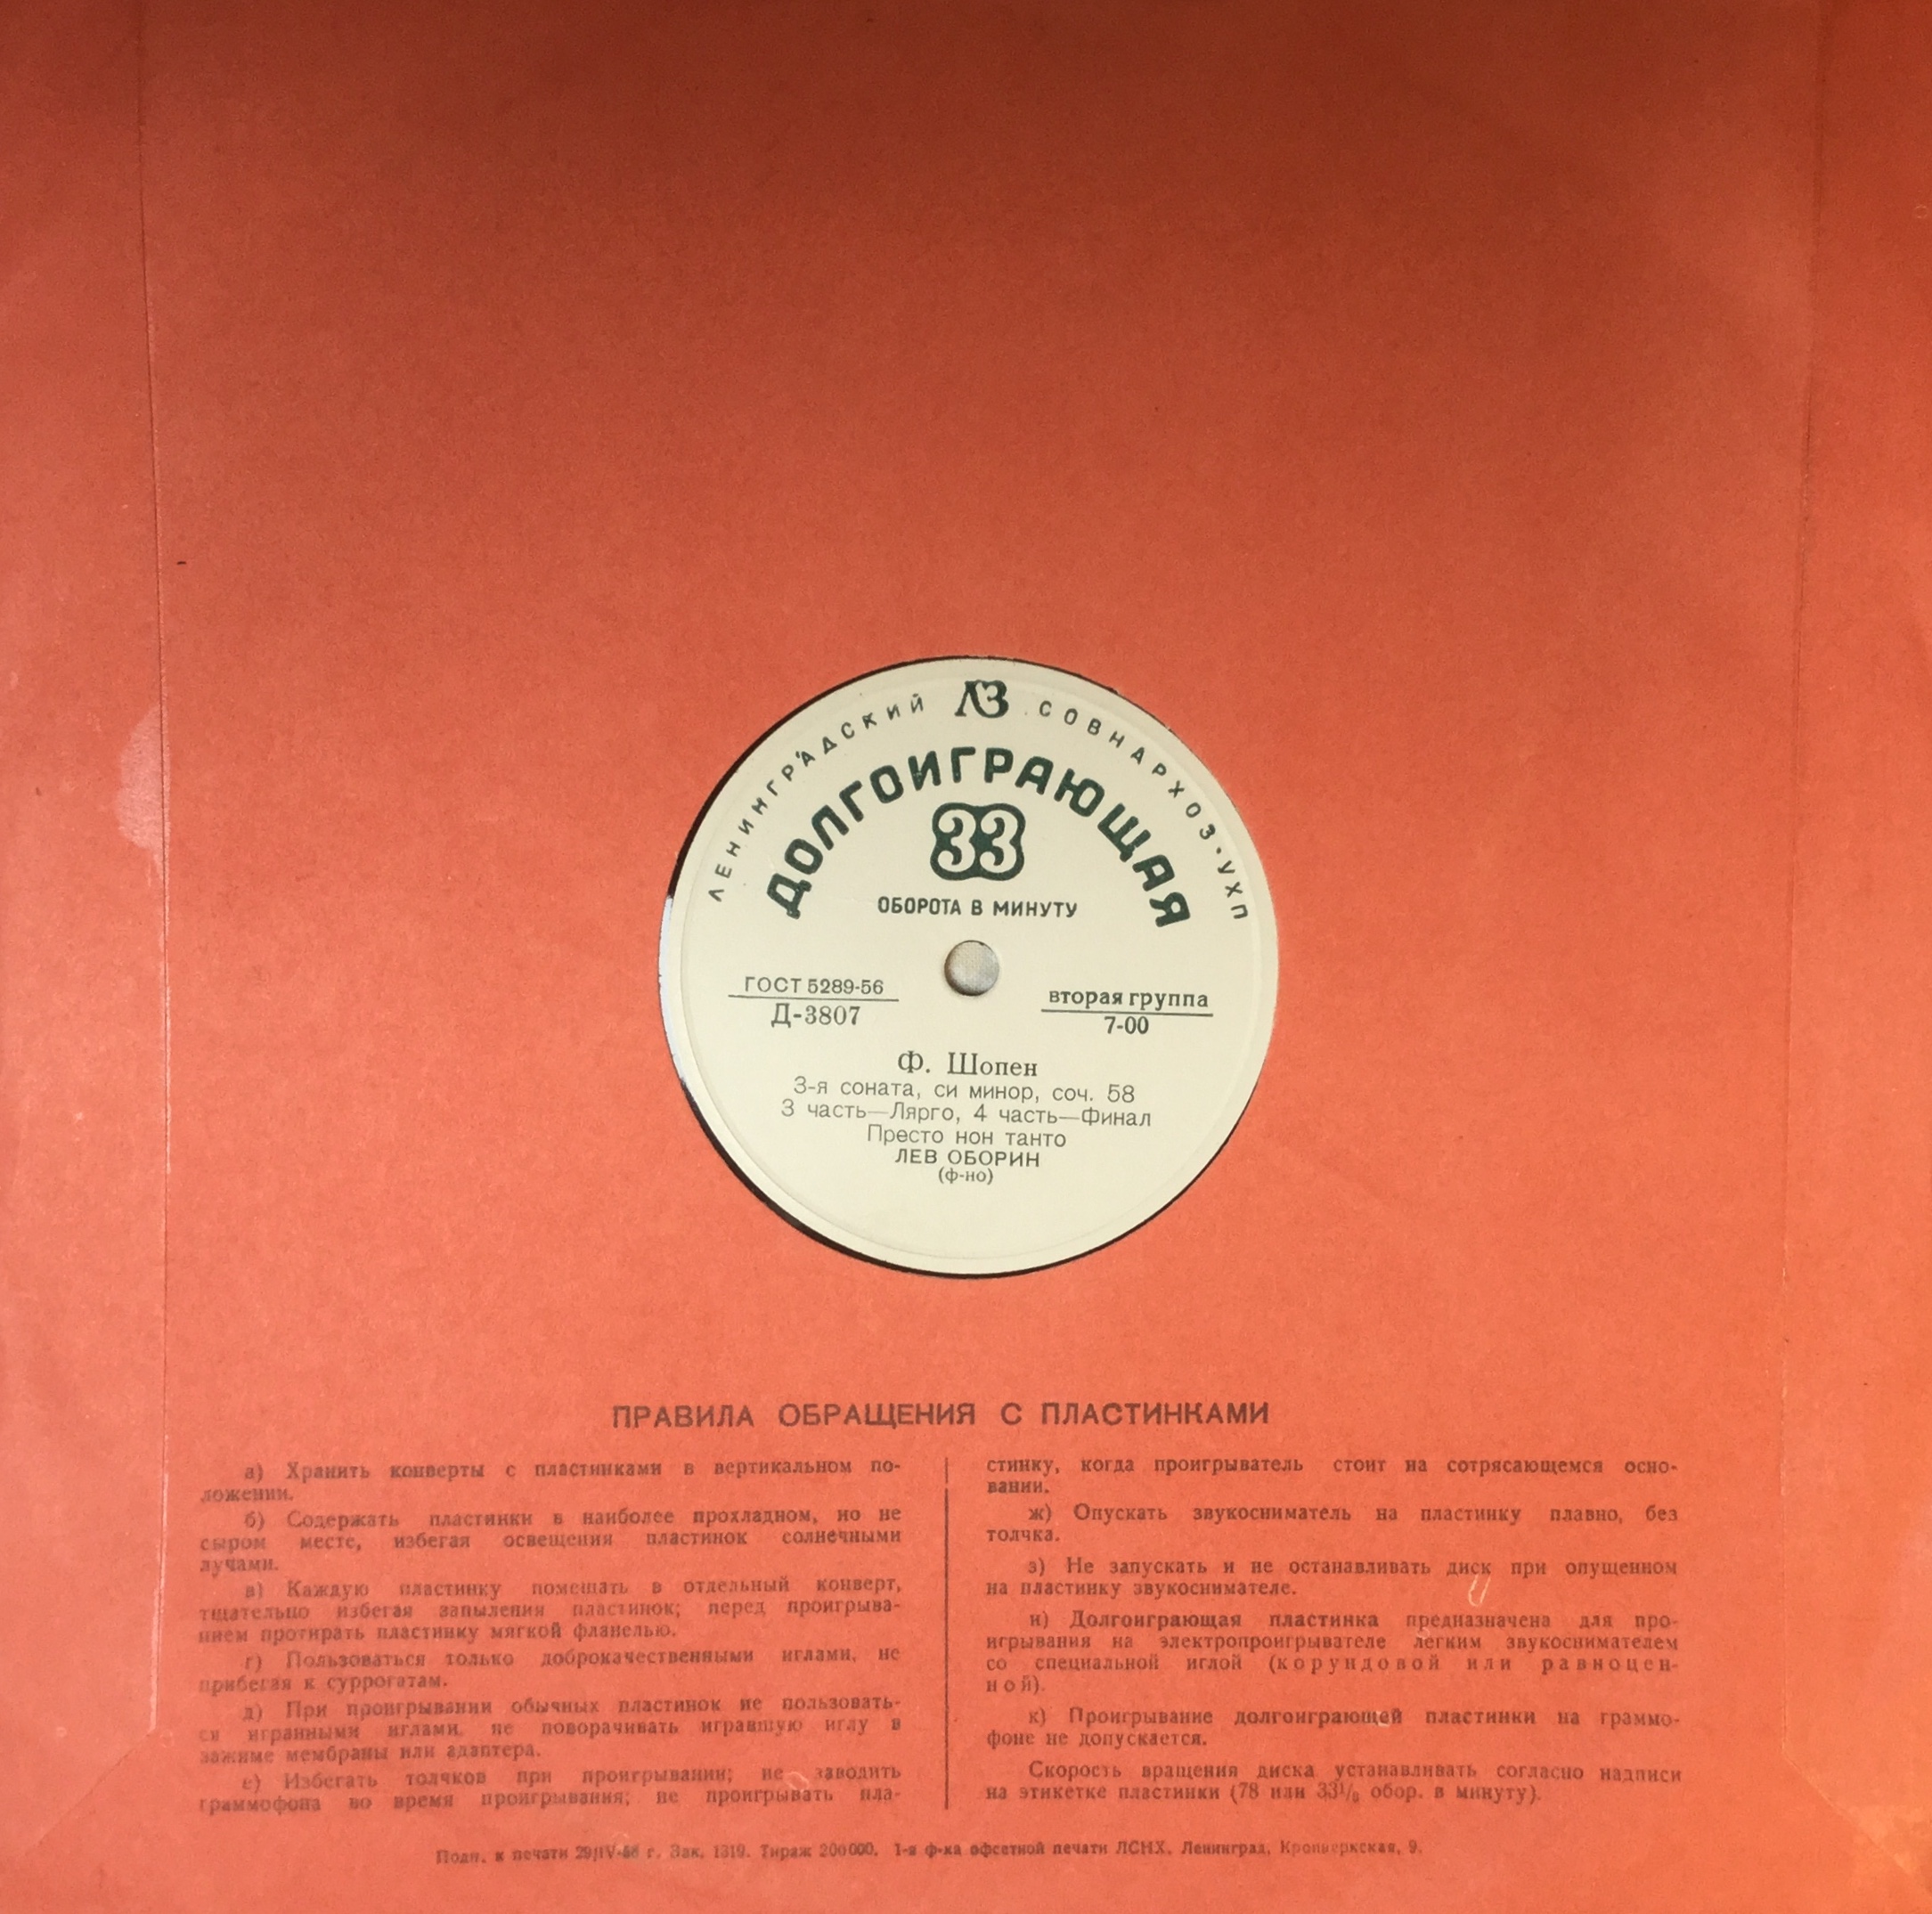 ЛЕНИНГРАДСКИЙ ЛЗ СОВНАРХОЗ·УХП
ДОЛГОИГРАЮЩАЯ
33
ОБОРОТА В МИНУТУ
ГОСТ 5289-56
Д-3807
вторая группа
7-00
Ф. Шопен
3-я соната, си минор, соч. 58
3 часть—Лярго, 4 часть—Финал
Престо нон танто
ЛЕВ ОБОРИН
(ф-но)
ПРАВИЛА ОБРАЩЕНИЯ С ПЛАСТИНКАМИ
а) Хранить конверты с пластинками в вертикальном по-
ложении.
б) Содержать пластинки в наиболее прохладном, но не
сыром месте, избегая освещения пластинок солнечными
лучами.
в) Каждую пластинку помещать в отдельный конверт,
тщательно избегая запыления пластинок; перед проигрыва-
нием протирать пластинку мягкой фланелью.
г) Пользоваться только доброкачественными иглами, не
прибегая к суррогатам.
д) При проигрывании обычных пластинок не пользовать-
ся игранными иглами, не поворачивать игравшую иглу в
зажиме мембраны или адаптера.
е) Избегать толчков при проигрывании; не заводить
граммофона во время проигрывания; не проигрывать пла-
стинку, когда проигрыватель стоит на сотрясающемся осно-
вании.
ж) Опускать звукосниматель на пластинку плавно, без
толчка.
з) Не запускать и не останавливать диск при опущенном
на пластинку звукоснимателе.
и) Долгоиграющая пластинка предназначена для про-
игрывания на электропроигрывателе легким звукоснимателем
со специальной иглой (корундовой или равноцен-
ной).
к) Проигрывание долгоиграющей пластинки на граммо-
фоне не допускается.
Скорость вращения диска устанавливать согласно надписи
на этикетке пластинки (78 или 33⅓ обор. в минуту).
Подп. к печати г. Зак. 1319. Тираж 200000. 1-я ф-ка офсетной печати ЛСНХ, Ленинград, Кронверкская, 9.